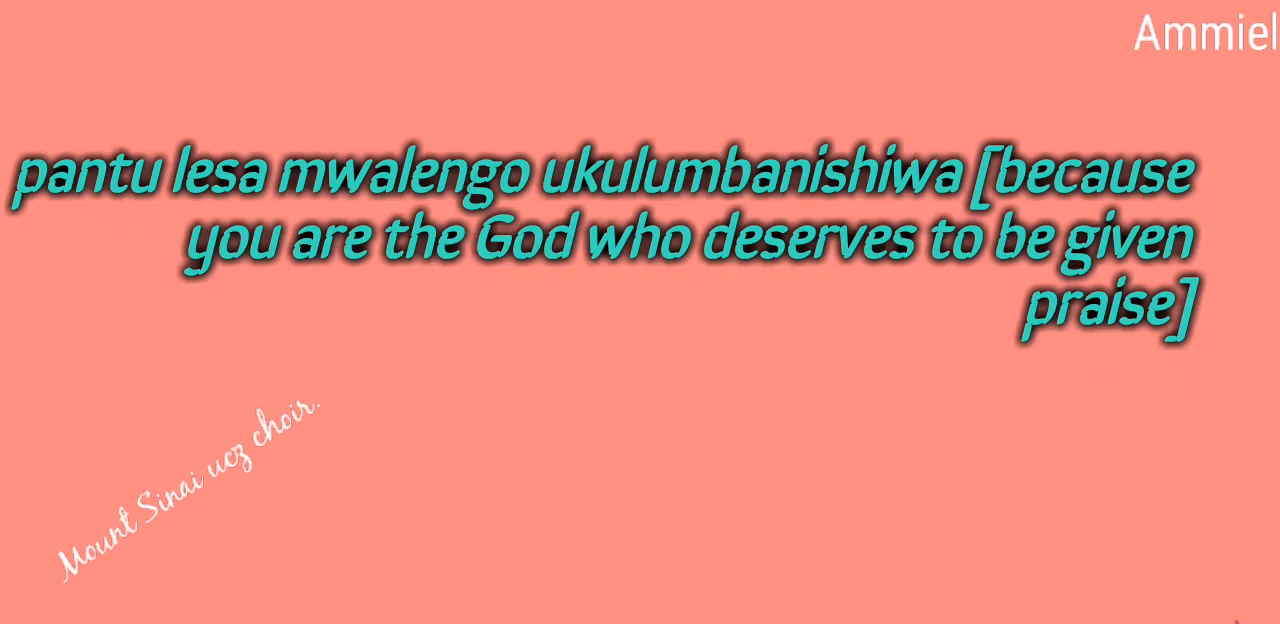 Ammiel
pantu lesa mwalengo ukulumbanishiwa [because
you are the God who deserves to be given
praise]
Mount Sinai ucz choir.